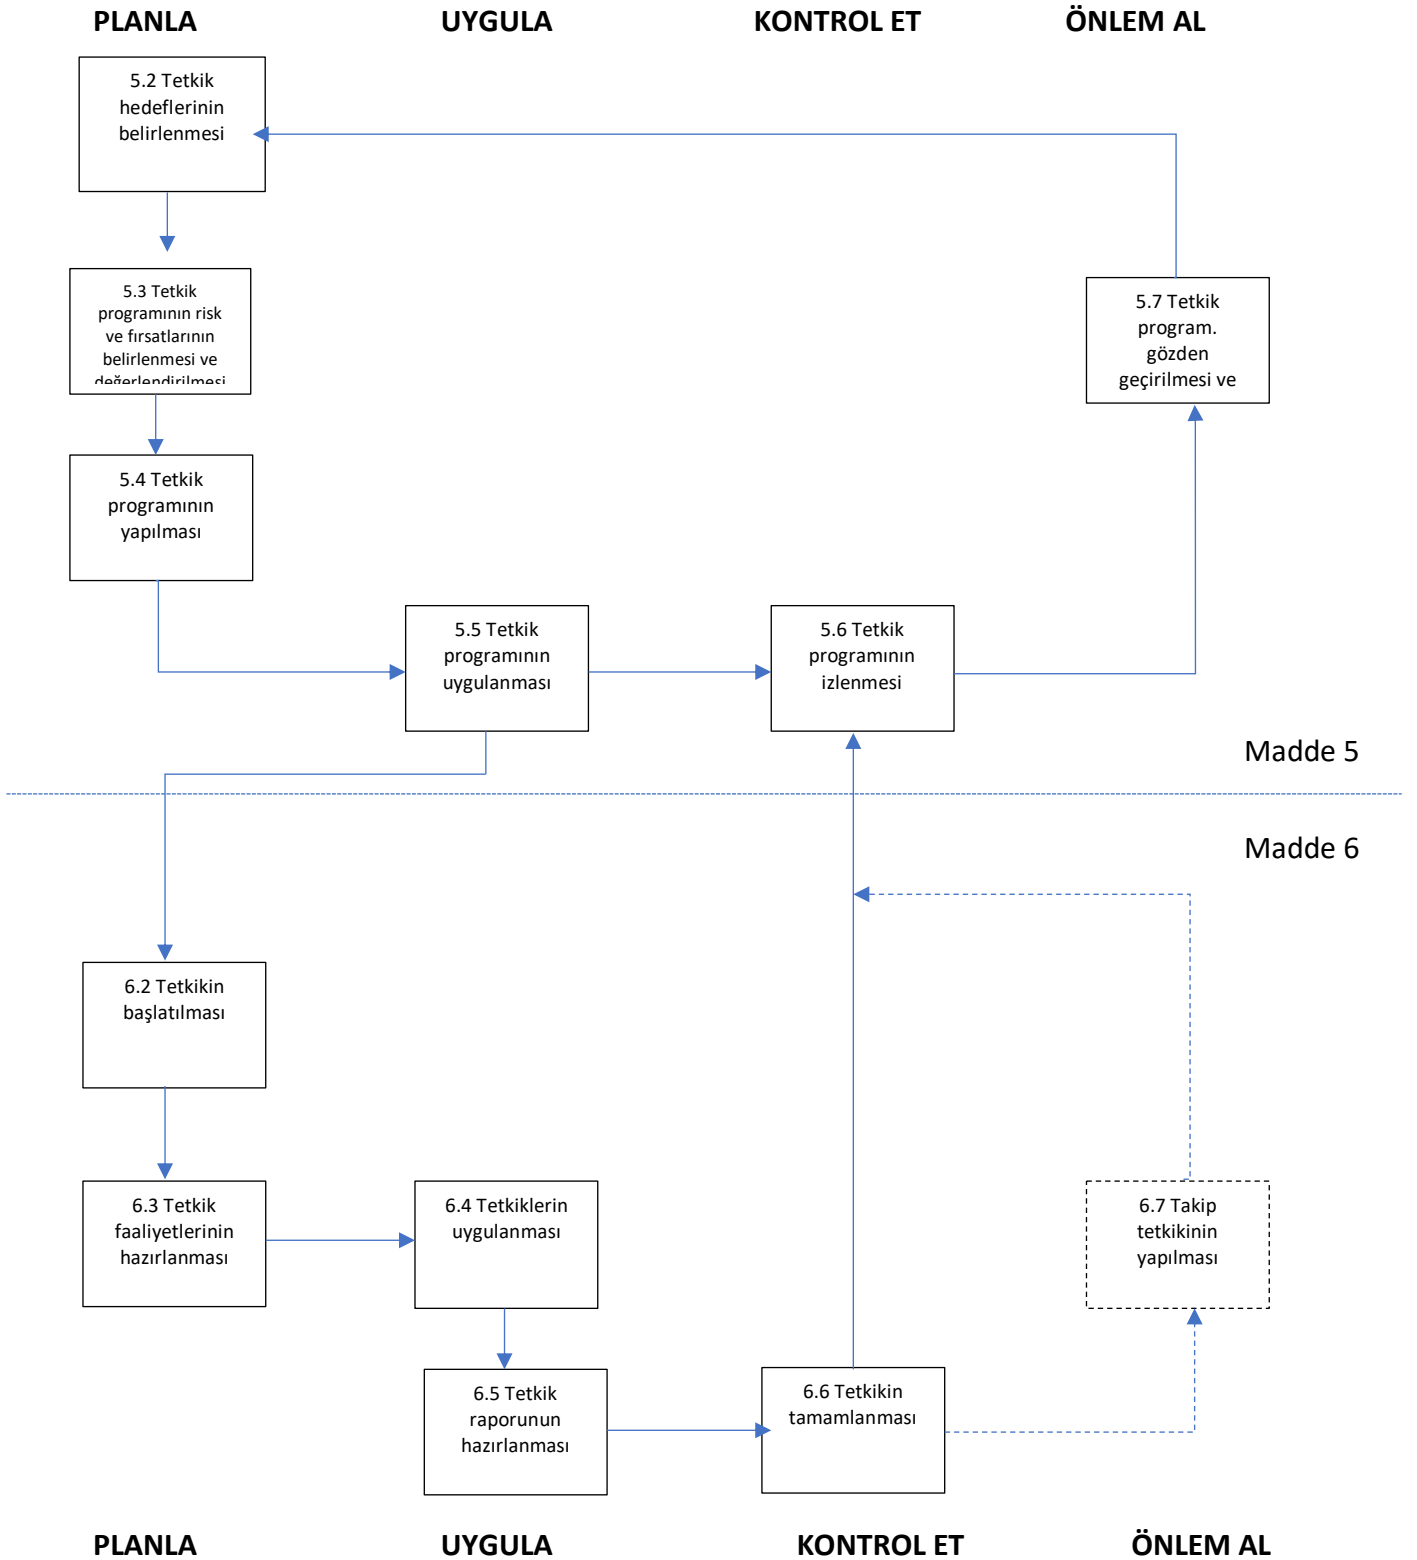 PLANLA
UYGULA
KONTROL ET
ÖNLEM AL
5.2 Tetkik
hedeflerinin
belirlenmesi
5.3 Tetkik
programının risk
ve fırsatlarının
belirlenmesi ve
değerlendirilmesi
5.7 Tetkik
program.
gözden
geçirilmesi ve
5.4 Tetkik
programının
yapılması
5.5 Tetkik
programının
uygulanması
5.6 Tetkik
programının
izlenmesi
Madde 5
Madde 6
6.2 Tetkikin
başlatılması
6.3 Tetkik
faaliyetlerinin
hazırlanması
6.4 Tetkiklerin
uygulanması
6.7 Takip
tetkikinin
yapılması
6.5 Tetkik
raporunun
hazırlanması
6.6 Tetkikin
tamamlanması
PLANLA
UYGULA
KONTROL ET
ÖNLEM AL